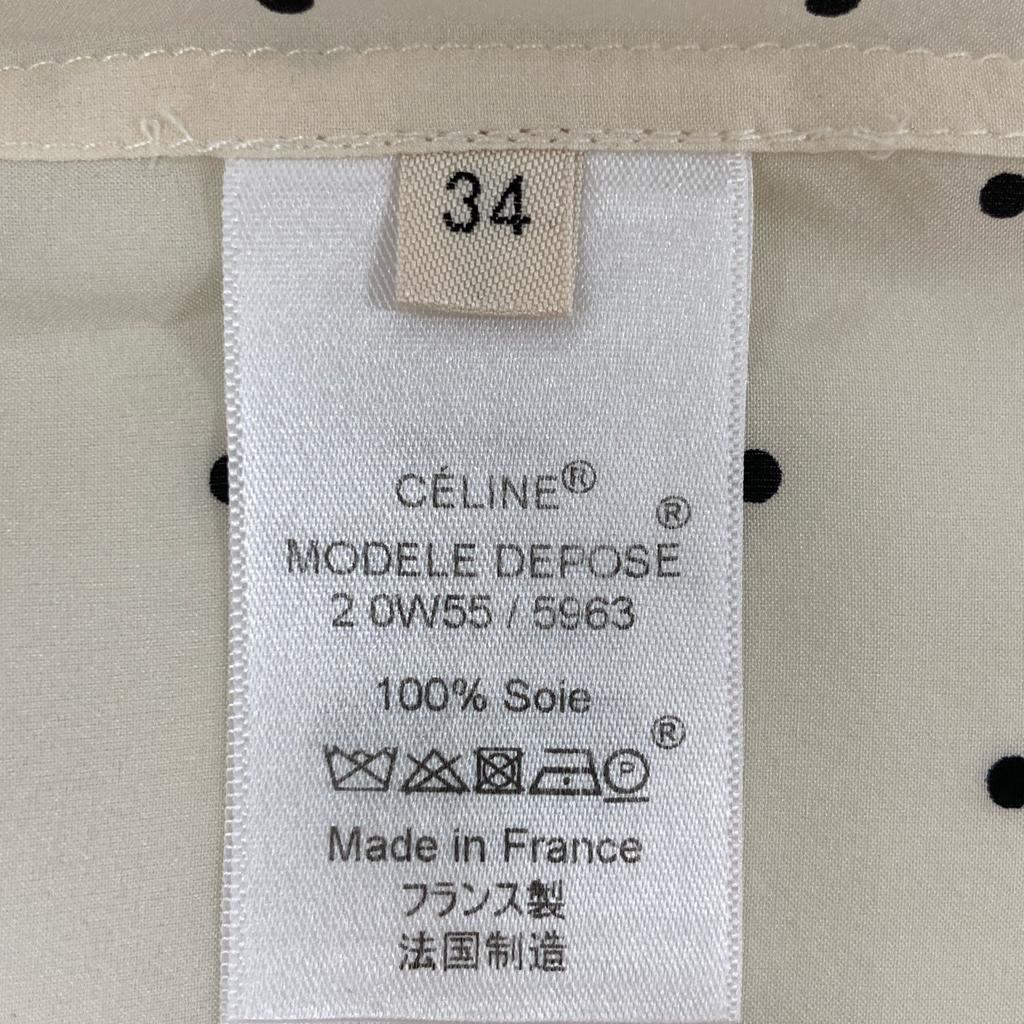 34
CÉLINE®
MODELE DEPOSE ®
2 0W55 / 5963
100% Soie
P ®
Made in France
フランス製
法国制造